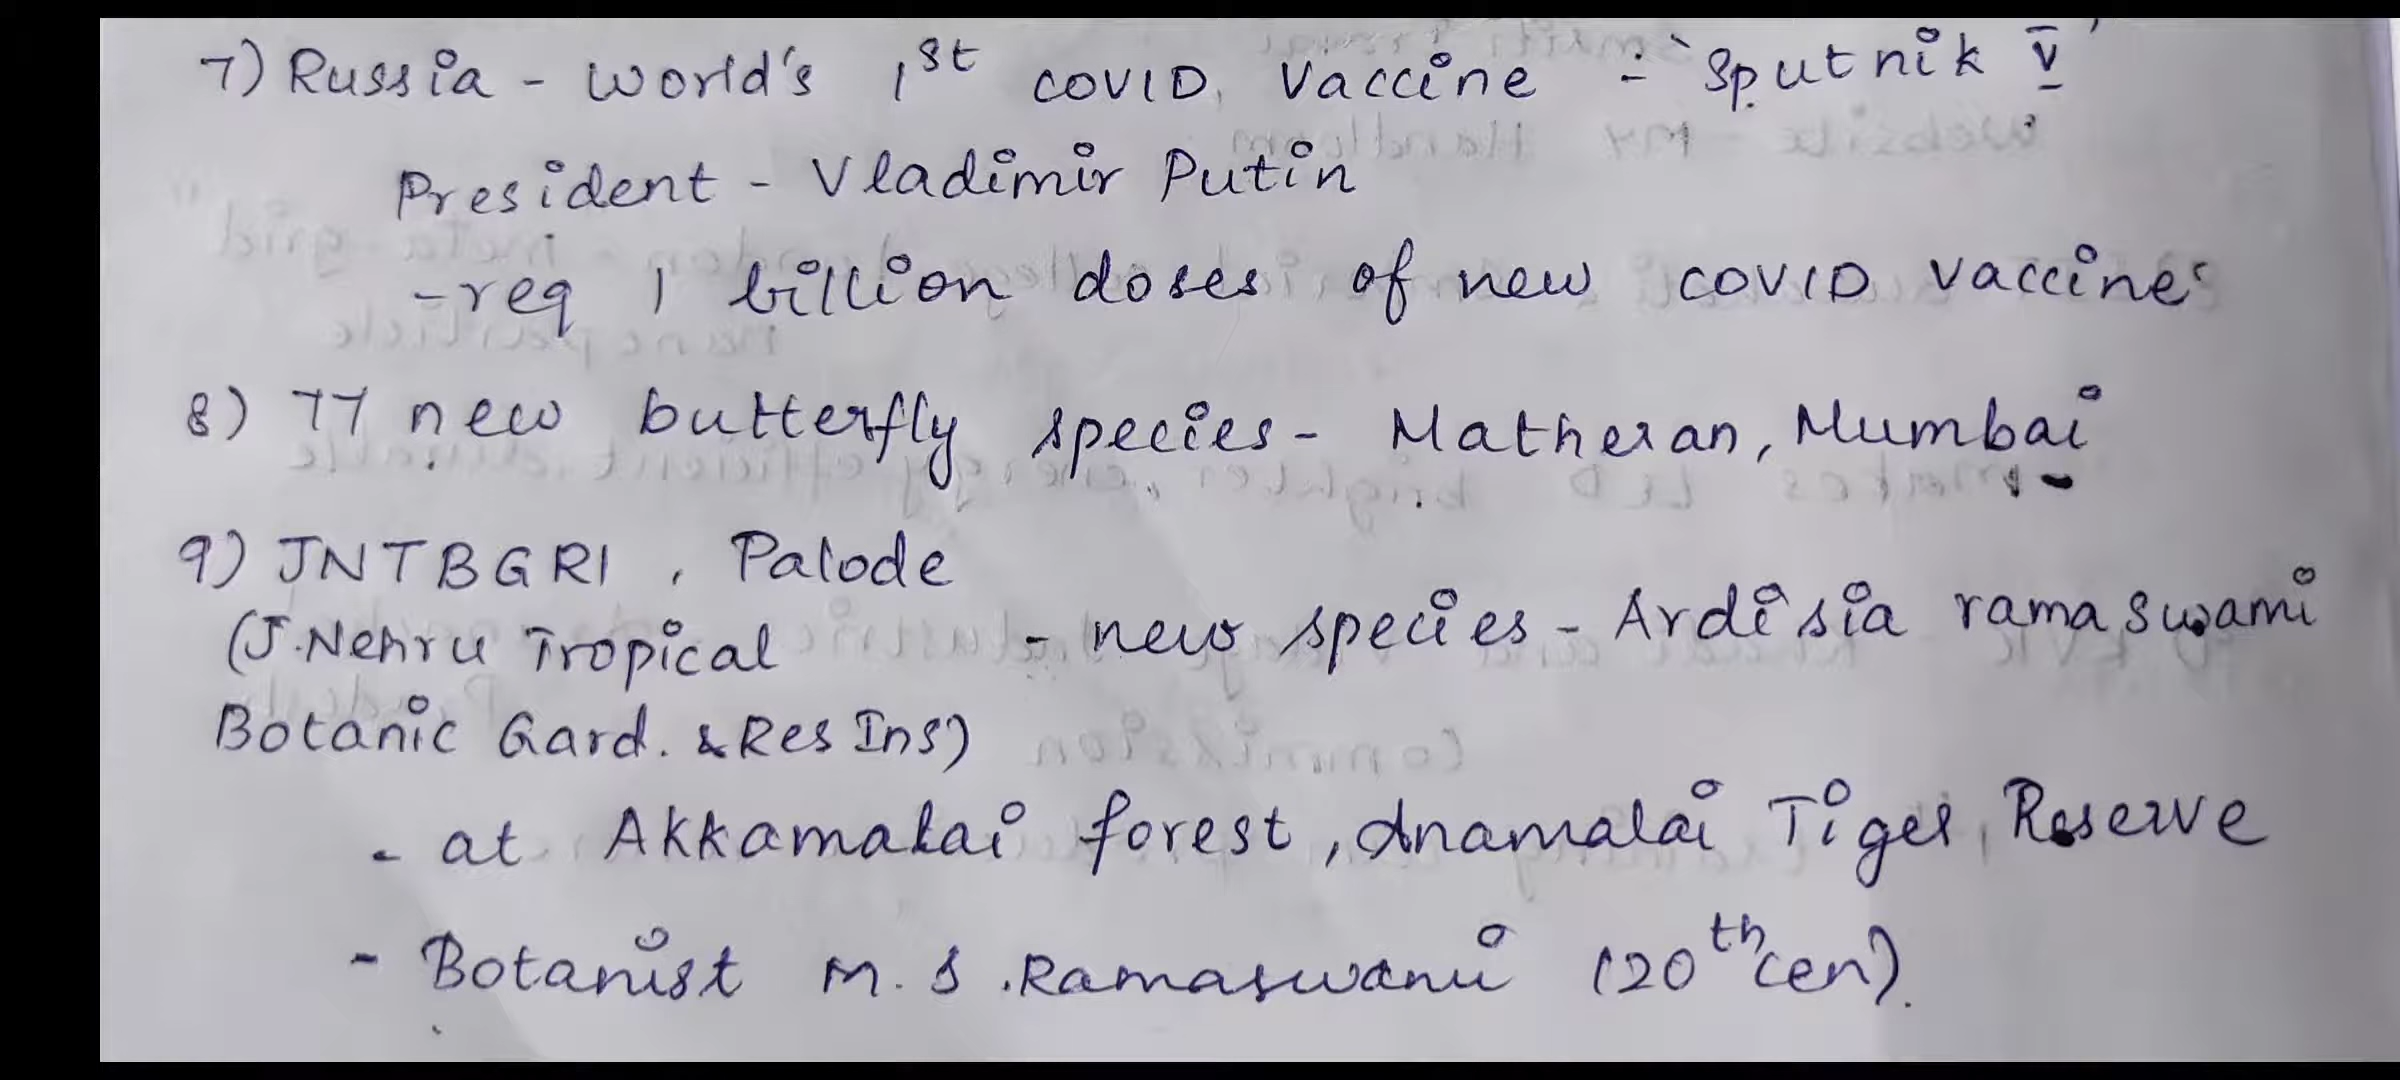 7) Russia - World's 1st COVID Vaccine :- 'Sputnik V'
President - Vladimir Putin
- req 1 billion doses of new COVID vaccine
8) 77 new butterfly species - Matheran, Mumbai
9) JNTBGRI, Palode
(J. Nehru Tropical - new species - Ardisia ramaswami
Botanic Gard. & Res Ins)
- at Akkamalai forest, Anamalai Tiger Reserve
- Botanist M. S. Ramaswami (20th cen).